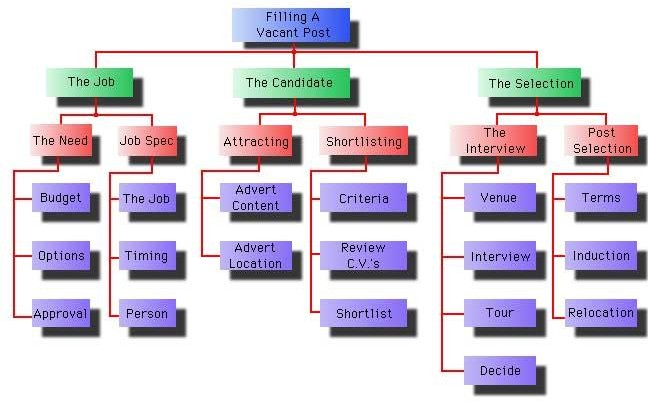 Filling A
Vacant Post
The Job
The Candidate
The Selection
The Need
Job Spec
Attracting
Shortlisting
The
Interview
Post
Selection
Budget
The Job
Advert
Content
Criteria
Venue
Terms
Options
Timing
Advert
Location
Review
C.V.'s
Interview
Induction
Approval
Person
Shortlist
Tour
Relocation
Decide